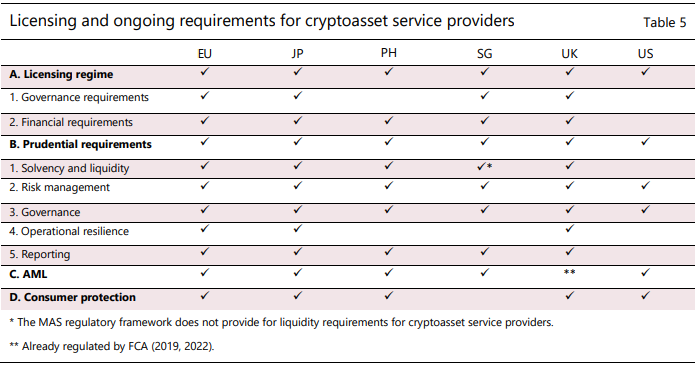 Licensing and ongoing requirements for cryptoasset service providers Table 5
EU JP PH SG UK US
A. Licensing regime ✓ ✓ ✓ ✓ ✓ ✓
1. Governance requirements ✓ ✓ ✓ ✓
2. Financial requirements ✓ ✓ ✓ ✓ ✓
B. Prudential requirements ✓ ✓ ✓ ✓ ✓ ✓
1. Solvency and liquidity ✓ ✓ ✓ ✓* ✓
2. Risk management ✓ ✓ ✓ ✓ ✓ ✓
3. Governance ✓ ✓ ✓ ✓ ✓ ✓
4. Operational resilience ✓ ✓ ✓
5. Reporting ✓ ✓ ✓ ✓ ✓
C. AML ✓ ✓ ✓ ✓ ** ✓
D. Consumer protection ✓ ✓ ✓ ✓ ✓
* The MAS regulatory framework does not provide for liquidity requirements for cryptoasset service providers.
** Already regulated by FCA (2019, 2022).